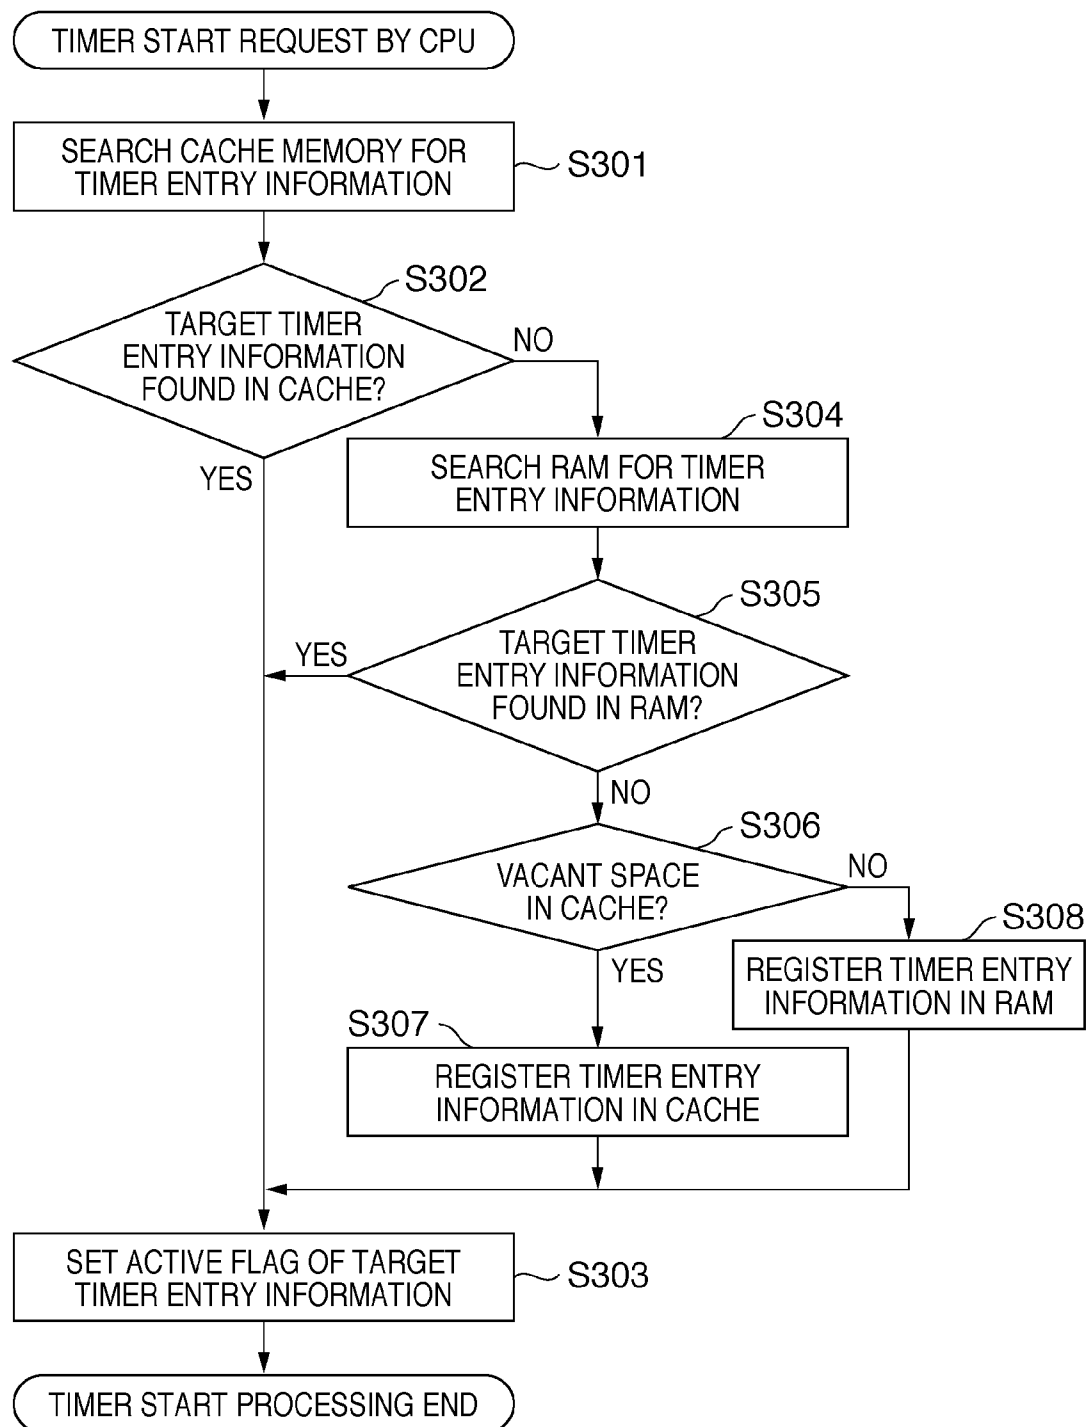 TIMER START REQUEST BY CPU
SEARCH CACHE MEMORY FOR
TIMER ENTRY INFORMATION
S301
S302
TARGET TIMER
ENTRY INFORMATION
FOUND IN CACHE?
NO
YES
S304
SEARCH RAM FOR TIMER
ENTRY INFORMATION
S305
TARGET TIMER
ENTRY INFORMATION
FOUND IN RAM?
YES
NO
S306
VACANT SPACE
IN CACHE?
NO
YES
S308
REGISTER TIMER ENTRY
INFORMATION IN RAM
S307
REGISTER TIMER ENTRY
INFORMATION IN CACHE
SET ACTIVE FLAG OF TARGET
TIMER ENTRY INFORMATION
S303
TIMER START PROCESSING END